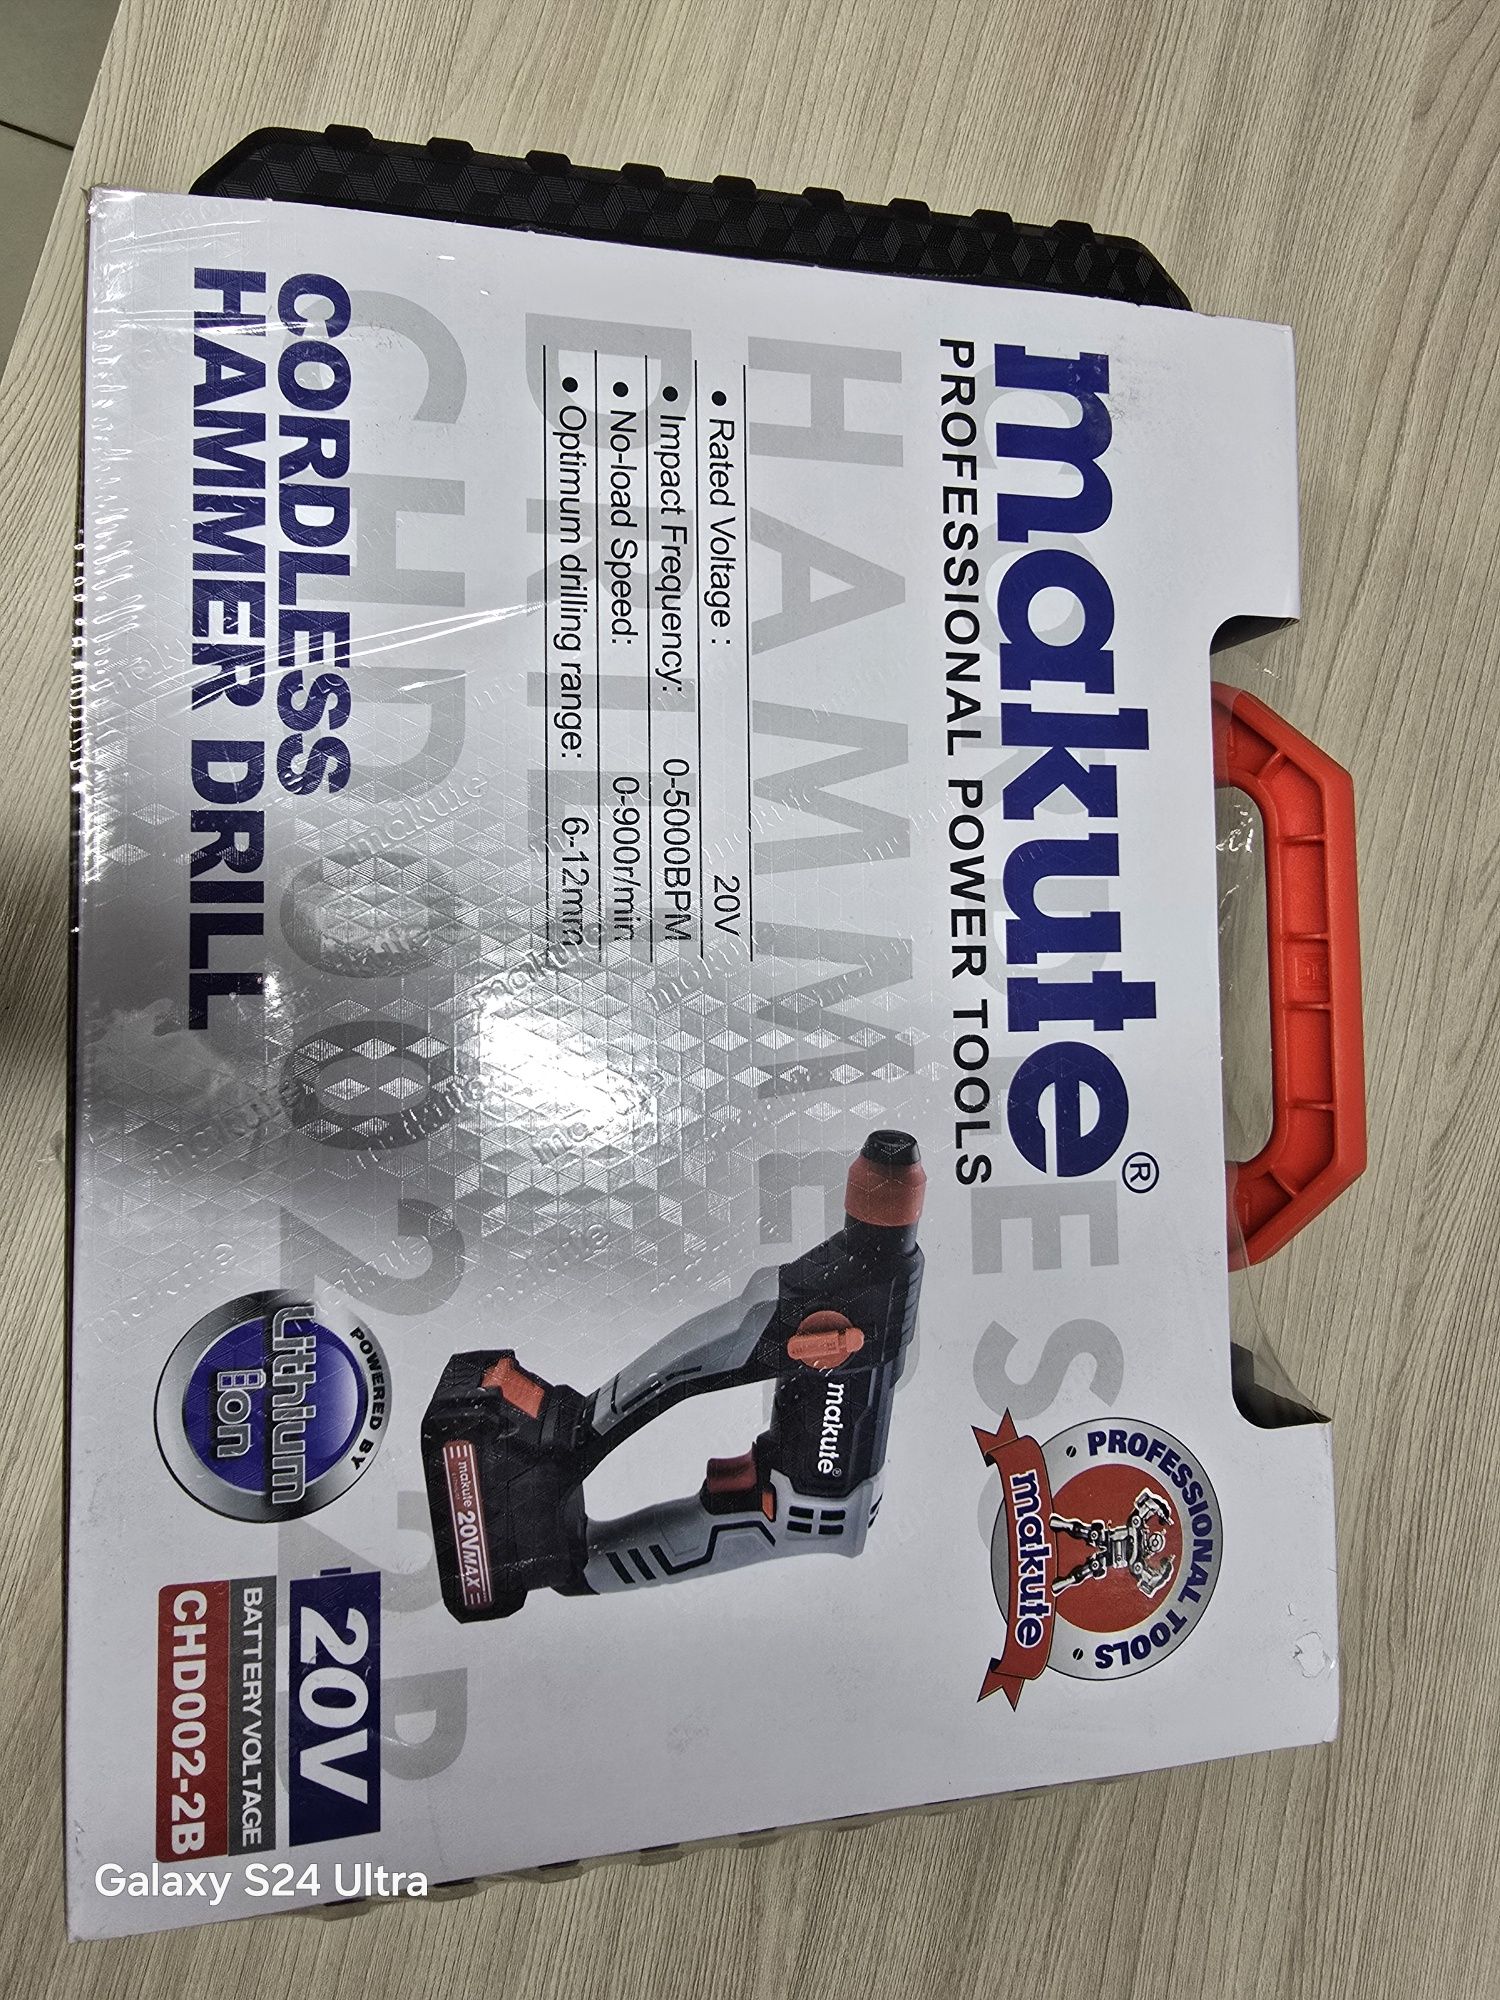 makute®
PROFESSIONAL POWER TOOLS
PROFESSIONAL TOOLS
makute
• Rated Voltage : 20V
• Impact Frequency: 0-5000BPM
• No-load Speed: 0-900r/min
• Optimum drilling range: 6-12mm
makute®
makute 20VMAX
CORDLESS
HAMMER DRILL
POWERED BY
Lithium
ion
20V
BATTERY VOLTAGE
CHD002-2B
Galaxy S24 Ultra